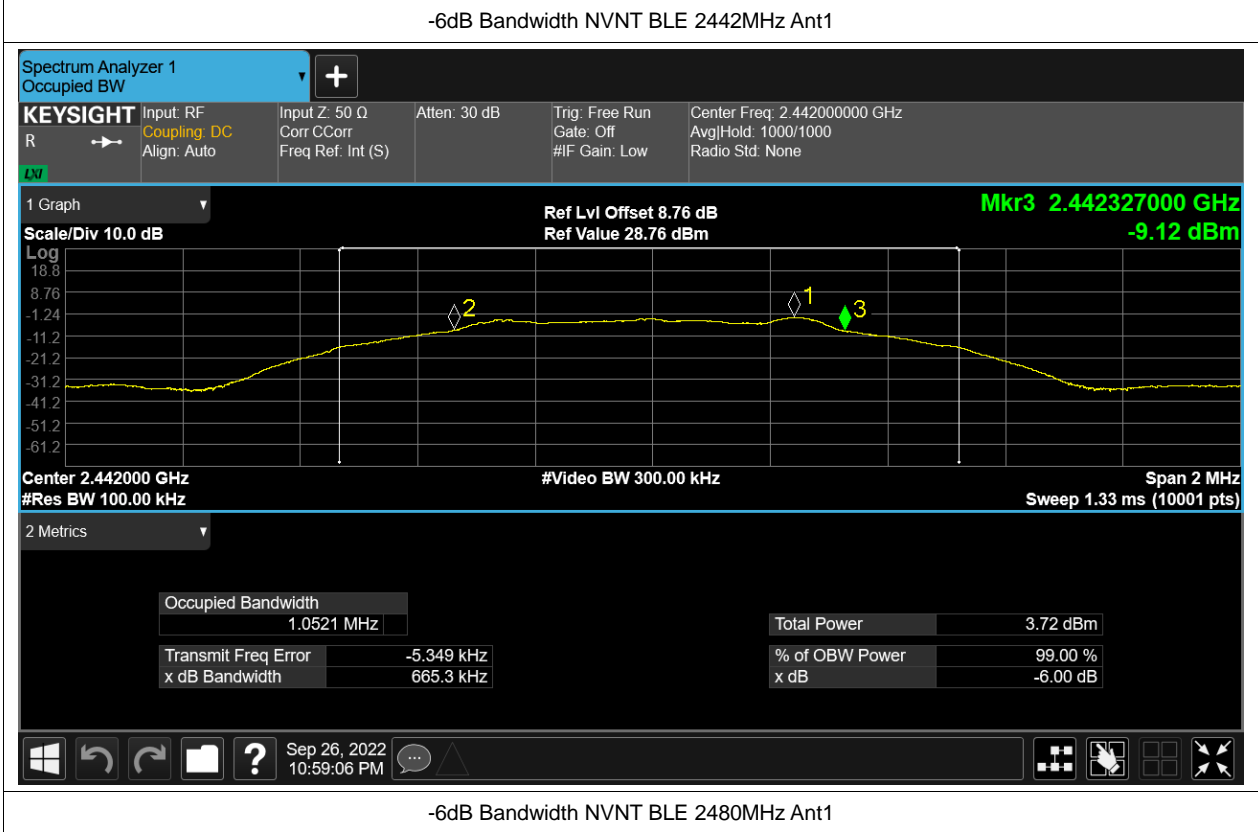 -6dB Bandwidth NVNT BLE 2442MHz Ant1
Spectrum Analyzer 1
Occupied BW
KEYSIGHT
R
LXI
Input: RF
Coupling: DC
Align: Auto
Input Z: 50 Ω
Corr CCorr
Freq Ref: Int (S)
Atten: 30 dB
Trig: Free Run
Gate: Off
#IF Gain: Low
Center Freq: 2.442000000 GHz
Avg|Hold: 1000/1000
Radio Std: None
1 Graph
Scale/Div 10.0 dB
Ref Lvl Offset 8.76 dB
Ref Value 28.76 dBm
Mkr3 2.442327000 GHz
-9.12 dBm
Log
18.8
8.76
-1.24
-11.2
-21.2
-31.2
-41.2
-51.2
-61.2
2
1
3
Center 2.442000 GHz
#Res BW 100.00 kHz
#Video BW 300.00 kHz
Span 2 MHz
Sweep 1.33 ms (10001 pts)
2 Metrics
Occupied Bandwidth
1.0521 MHz
Transmit Freq Error -5.349 kHz
x dB Bandwidth 665.3 kHz
Total Power 3.72 dBm
% of OBW Power 99.00 %
x dB -6.00 dB
?
Sep 26, 2022
10:59:06 PM
-6dB Bandwidth NVNT BLE 2480MHz Ant1